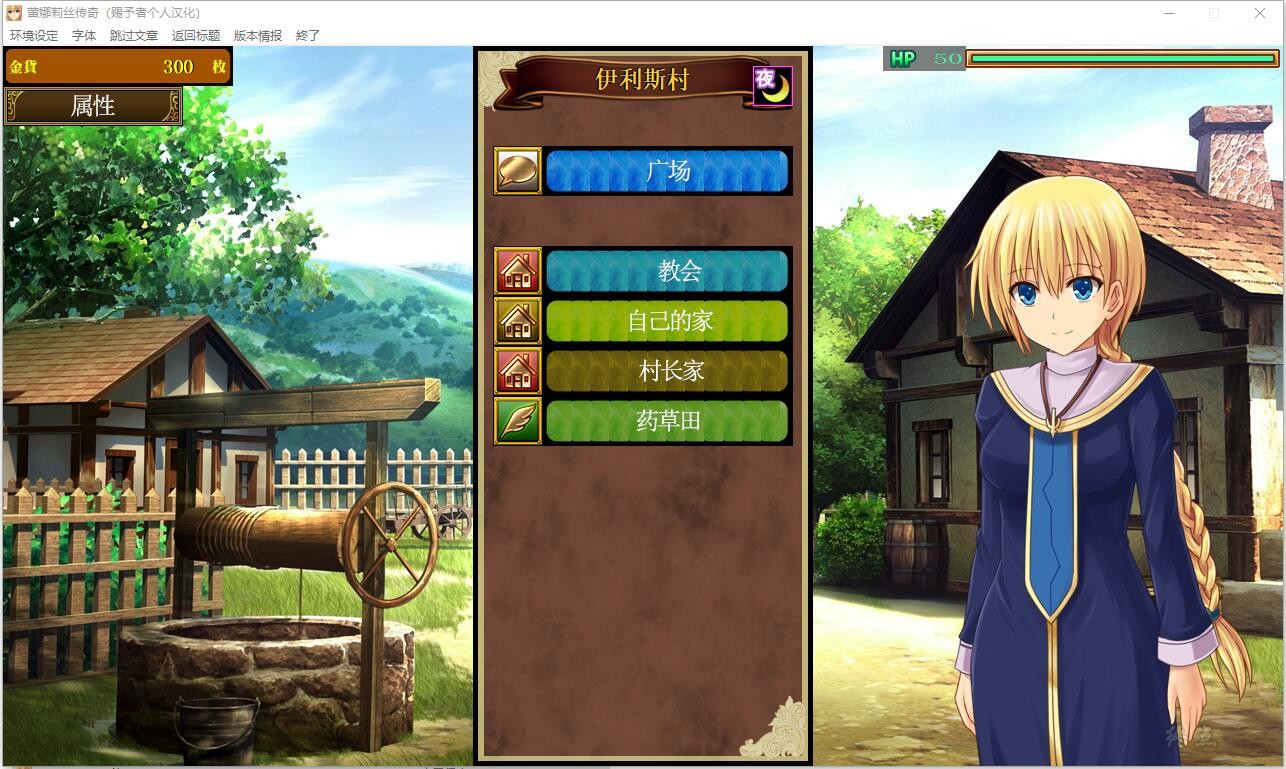 茵娜莉丝传奇（赐予者个人汉化）
环境设定 字体 跳过文章 返回标题 版本情报 終了
金貨 300 枚
属性
伊利斯村
夜
HP 50
广场
教会
自己的家
村长家
药草田